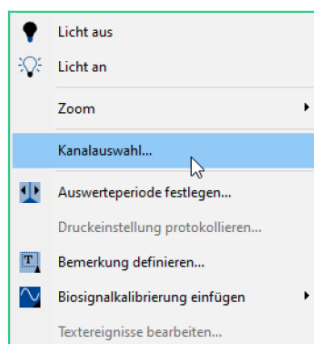 Licht aus
Licht an
Zoom
Kanalauswahl...
Auswerteperiode festlegen...
Druckeinstellung protokollieren...
Bemerkung definieren...
Biosignalkalibrierung einfügen
Textereignisse bearbeiten...